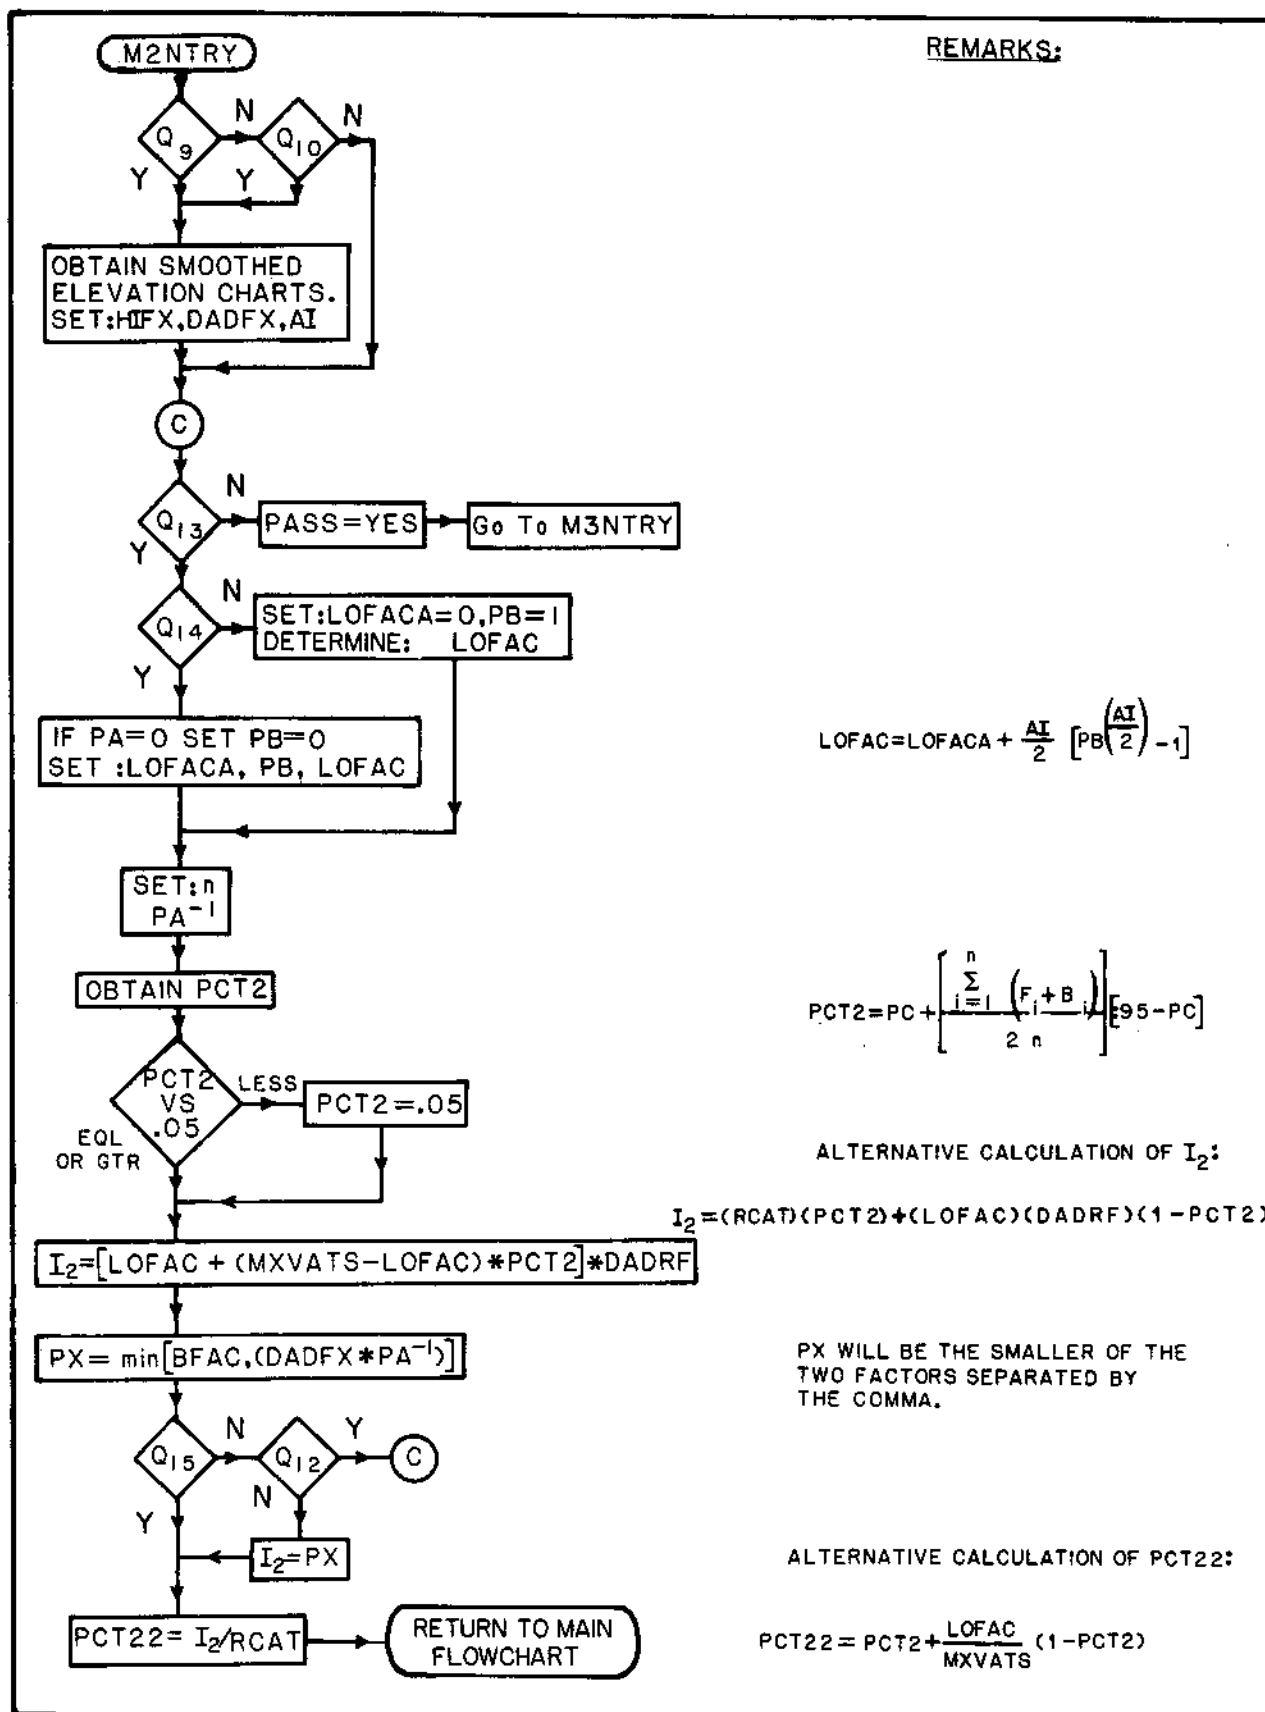 M2NTRY
REMARKS:
Q9
N
Q10
N
Y
Y
OBTAIN SMOOTHED
ELEVATION CHARTS.
SET:HIFX,DADFX,AI
C
Q13
N
PASS=YES
Go To M3NTRY
Y
Q14
N
SET:LOFACA=0,PB=1
DETERMINE: LOFAC
Y
IF PA=0 SET PB=0
SET :LOFACA, PB, LOFAC
LOFAC=LOFACA + AI/2 [PB(AI/2) -1]
SET:n
PA⁻¹
OBTAIN PCT2
PCT2=PC+[n Σ i=1 (Fi+Bi) / 2 n][.95-PC]
PCT2
VS
.05
LESS
PCT2=.05
EQL
OR GTR
ALTERNATIVE CALCULATION OF I₂:
I₂=(RCAT)(PCT2)+(LOFAC)(DADRF)(1-PCT2)
I₂=[LOFAC + (MXVATS-LOFAC)*PCT2]*DADRF
PX= min[BFAC,(DADFX*PA⁻¹)]
PX WILL BE THE SMALLER OF THE
TWO FACTORS SEPARATED BY
THE COMMA.
Q15
N
Q12
Y
C
Y
N
I₂=PX
ALTERNATIVE CALCULATION OF PCT22:
PCT22= I₂/RCAT
RETURN TO MAIN
FLOWCHART
PCT22= PCT2+LOFAC/MXVATS (1-PCT2)